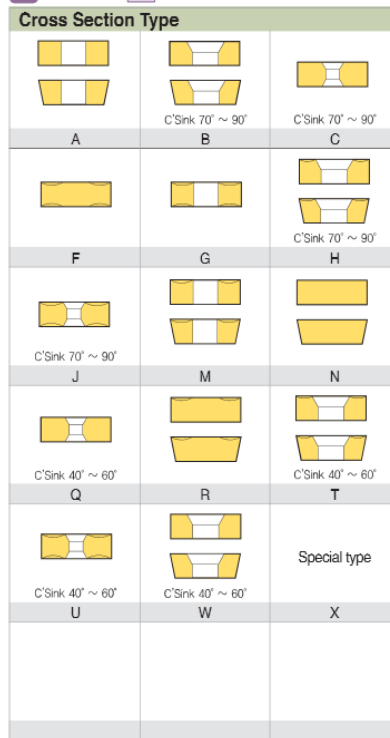 Cross Section Type
C'Sink 70° ~ 90°
C'Sink 70° ~ 90°
A
B
C
C'Sink 70° ~ 90°
F
G
H
C'Sink 70° ~ 90°
J
M
N
C'Sink 40° ~ 60°
C'Sink 40° ~ 60°
Q
R
T
Special type
C'Sink 40° ~ 60°
C'Sink 40° ~ 60°
U
W
X